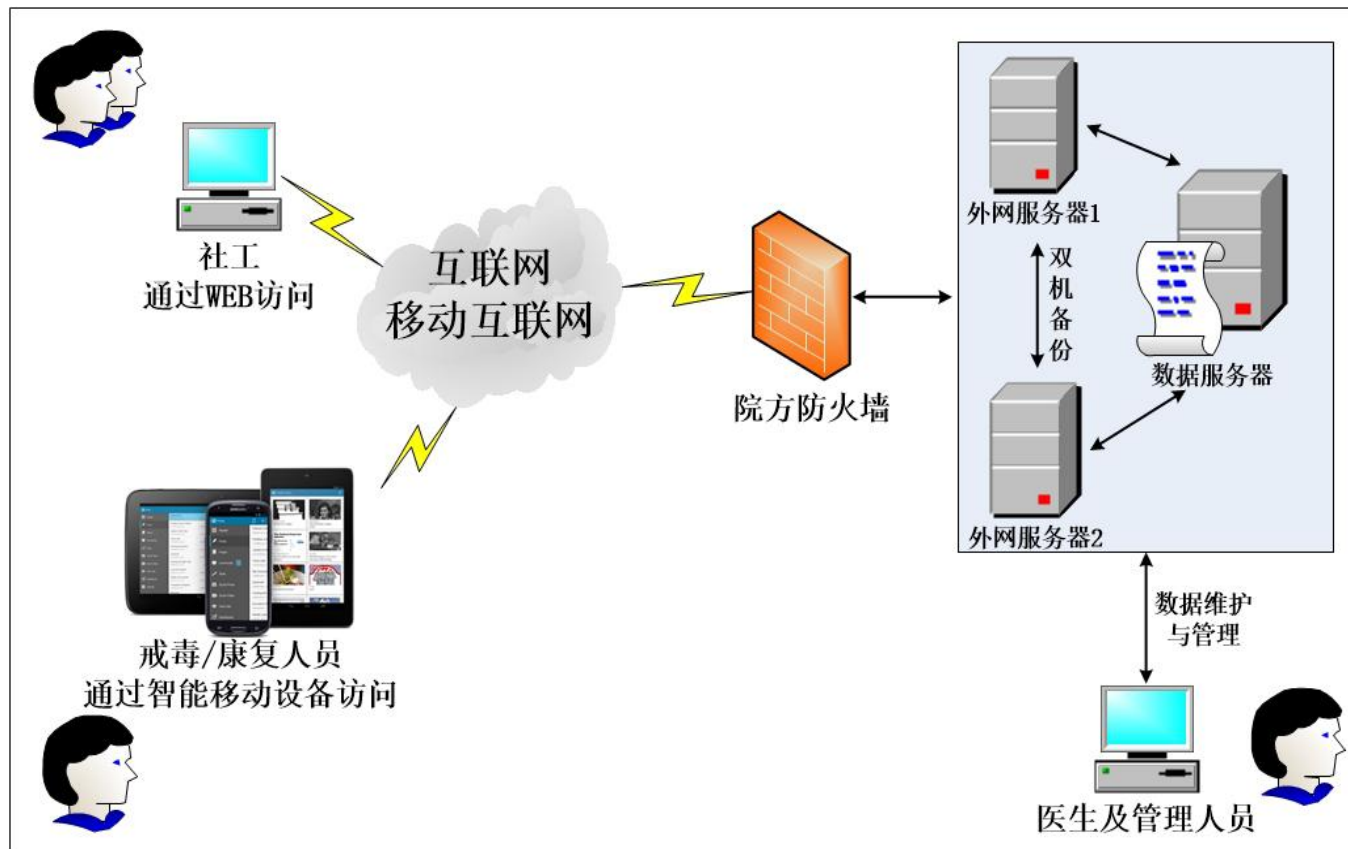 社工
通过WEB访问
互联网
移动互联网
院方防火墙
外网服务器1
双
机
备
份
数据服务器
外网服务器2
戒毒/康复人员
通过智能移动设备访问
数据维护
与管理
医生及管理人员